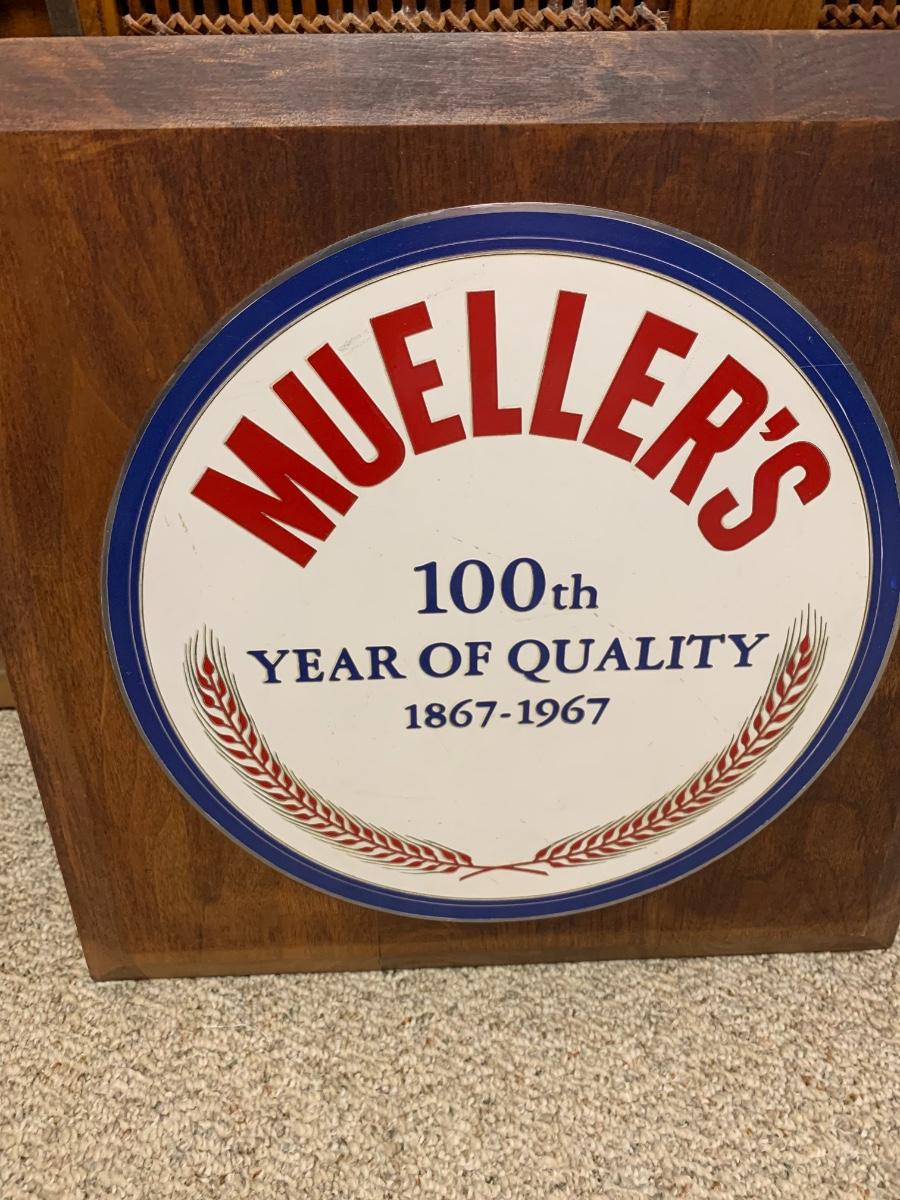 MUELLER'S
100th
YEAR OF QUALITY
1867-1967